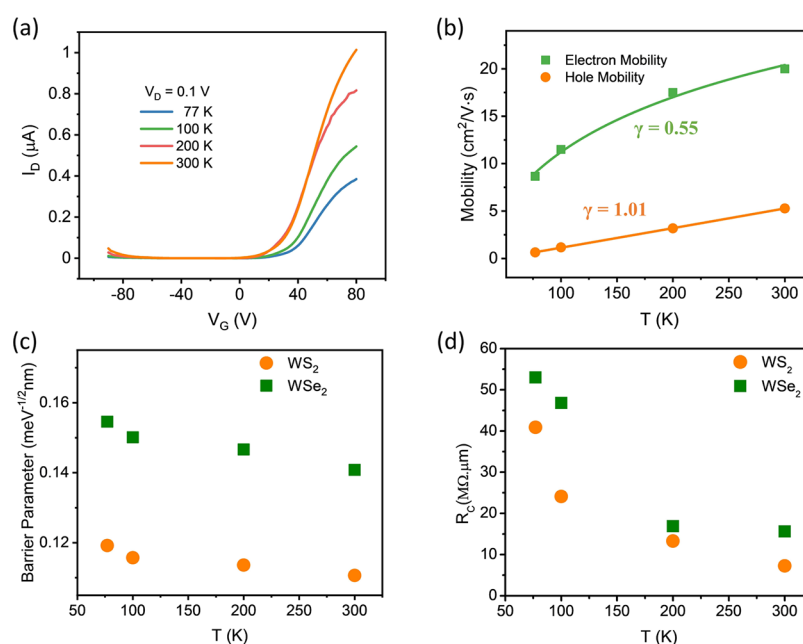 (a)
I_D (μA)
1
0.8
0.6
0.4
0.2
0
V_D = 0.1 V
77 K
100 K
200 K
300 K
-80
-40
0
40
80
V_G (V)
(b)
Mobility (cm²/V·s)
20
15
10
5
0
Electron Mobility
Hole Mobility
γ = 0.55
γ = 1.01
100
200
300
T (K)
(c)
Barrier Parameter (meV^-1/2nm)
0.16
0.14
0.12
WS₂
WSe₂
50
100
150
200
250
300
T (K)
(d)
R_C(MΩ.μm)
60
50
40
30
20
10
0
WS₂
WSe₂
50
100
150
200
250
300
T (K)